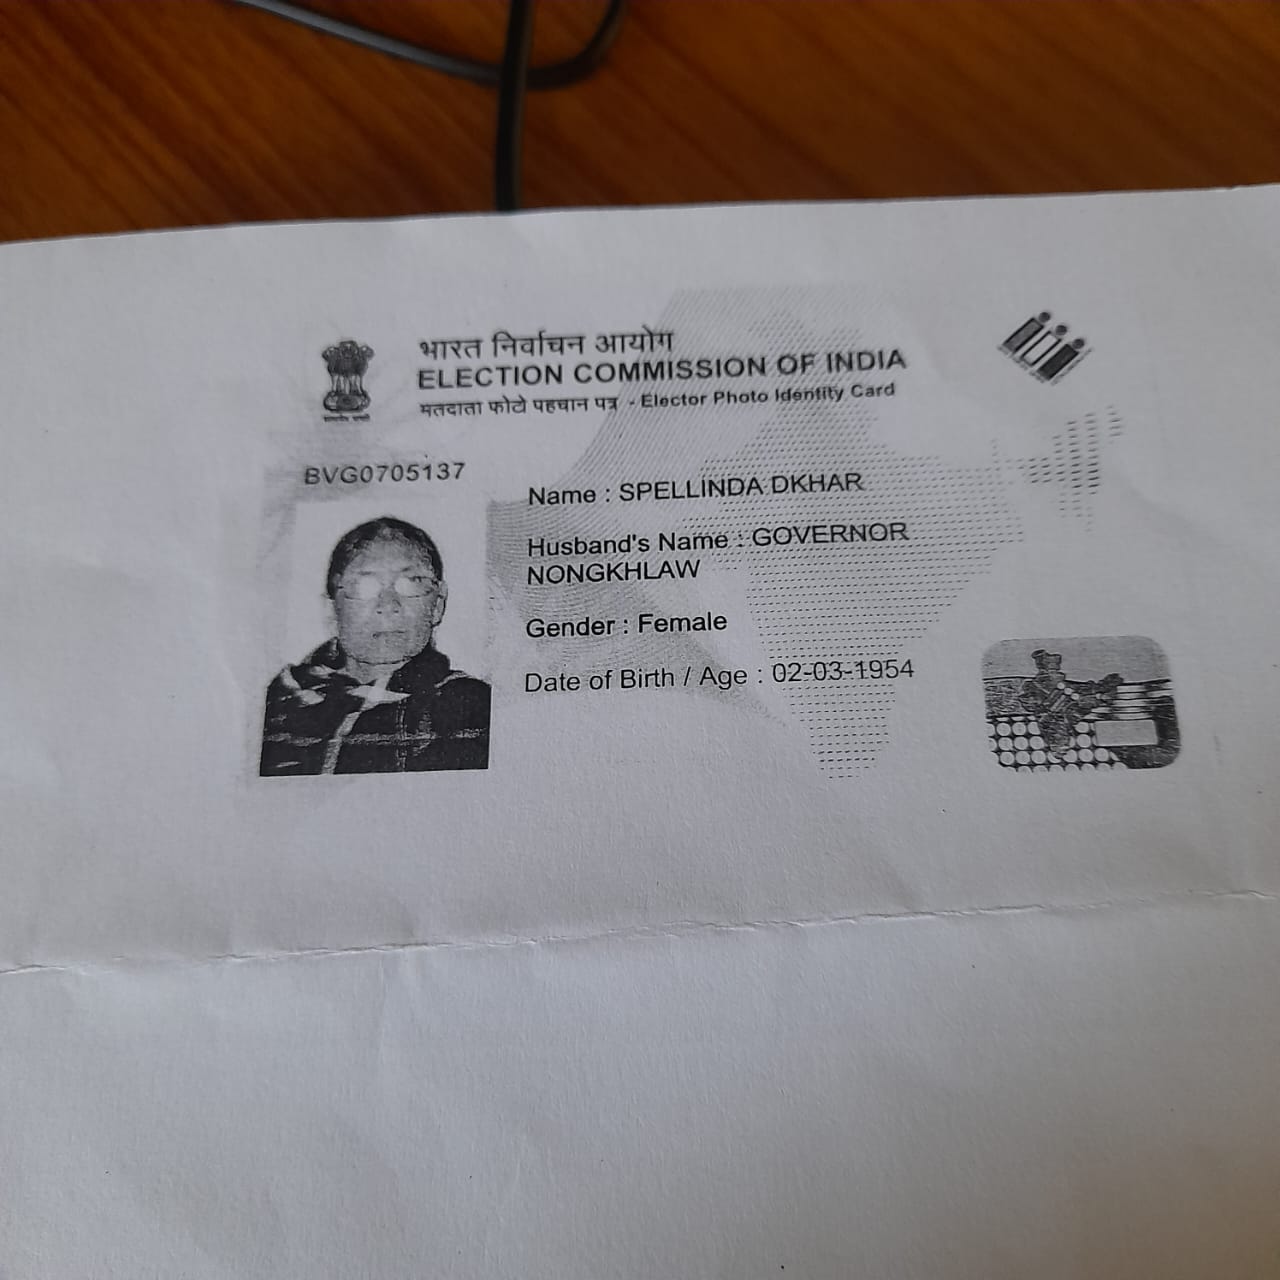 भारत निर्वाचन आयोग
ELECTION COMMISSION OF INDIA
मतदाता फोटो पहचान पत्र - Elector Photo Identity Card
BVG0705137
Name : SPELLINDA DKHAR
Husband's Name : GOVERNOR
NONGKHLAW
Gender : Female
Date of Birth / Age : 02-03-1954